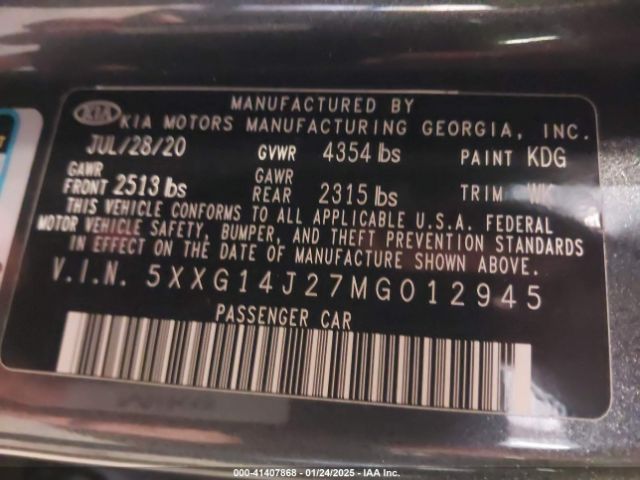 MANUFACTURED BY
KIA KIA MOTORS MANUFACTURING GEORGIA, INC.
JUL/28/20 GVWR 4354 lbs PAINT KDG
GAWR FRONT 2513 lbs GAWR REAR 2315 lbs TRIM WK
THIS VEHICLE CONFORMS TO ALL APPLICABLE U.S.A. FEDERAL
MOTOR VEHICLE SAFETY, BUMPER, AND THEFT PREVENTION STANDARDS
IN EFFECT ON THE DATE OF MANUFACTURE SHOWN ABOVE.
V.I.N. 5XXG14J27MG012945
PASSENGER CAR
000-41407868 - 01/24/2025 - IAA Inc.